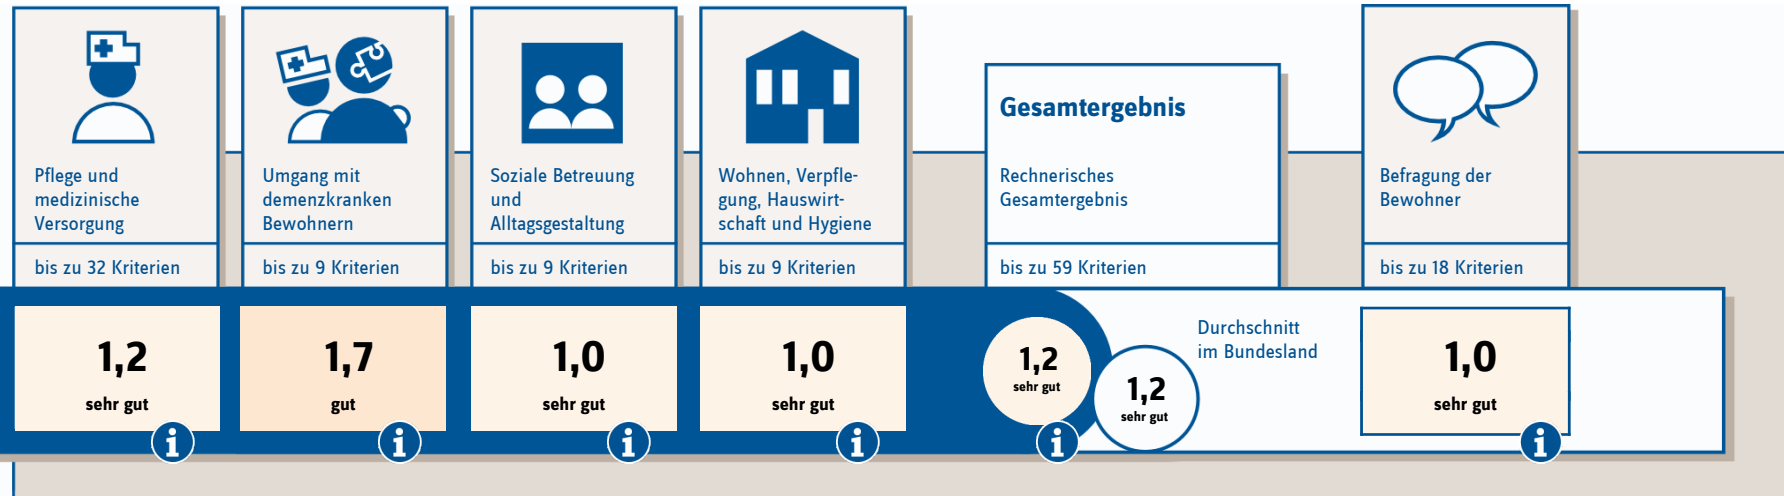 Pflege und
medizinische
Versorgung
bis zu 32 Kriterien
1,2
sehr gut
i
Umgang mit
demenzkranken
Bewohnern
bis zu 9 Kriterien
1,7
gut
i
Soziale Betreuung
und
Alltagsgestaltung
bis zu 9 Kriterien
1,0
sehr gut
i
Wohnen, Verpfle-
gung, Hauswirt-
schaft und Hygiene
bis zu 9 Kriterien
1,0
sehr gut
i
Gesamtergebnis
Rechnerisches
Gesamtergebnis
bis zu 59 Kriterien
1,2
sehr gut
i
1,2
sehr gut
Durchschnitt
im Bundesland
Befragung der
Bewohner
bis zu 18 Kriterien
1,0
sehr gut
i